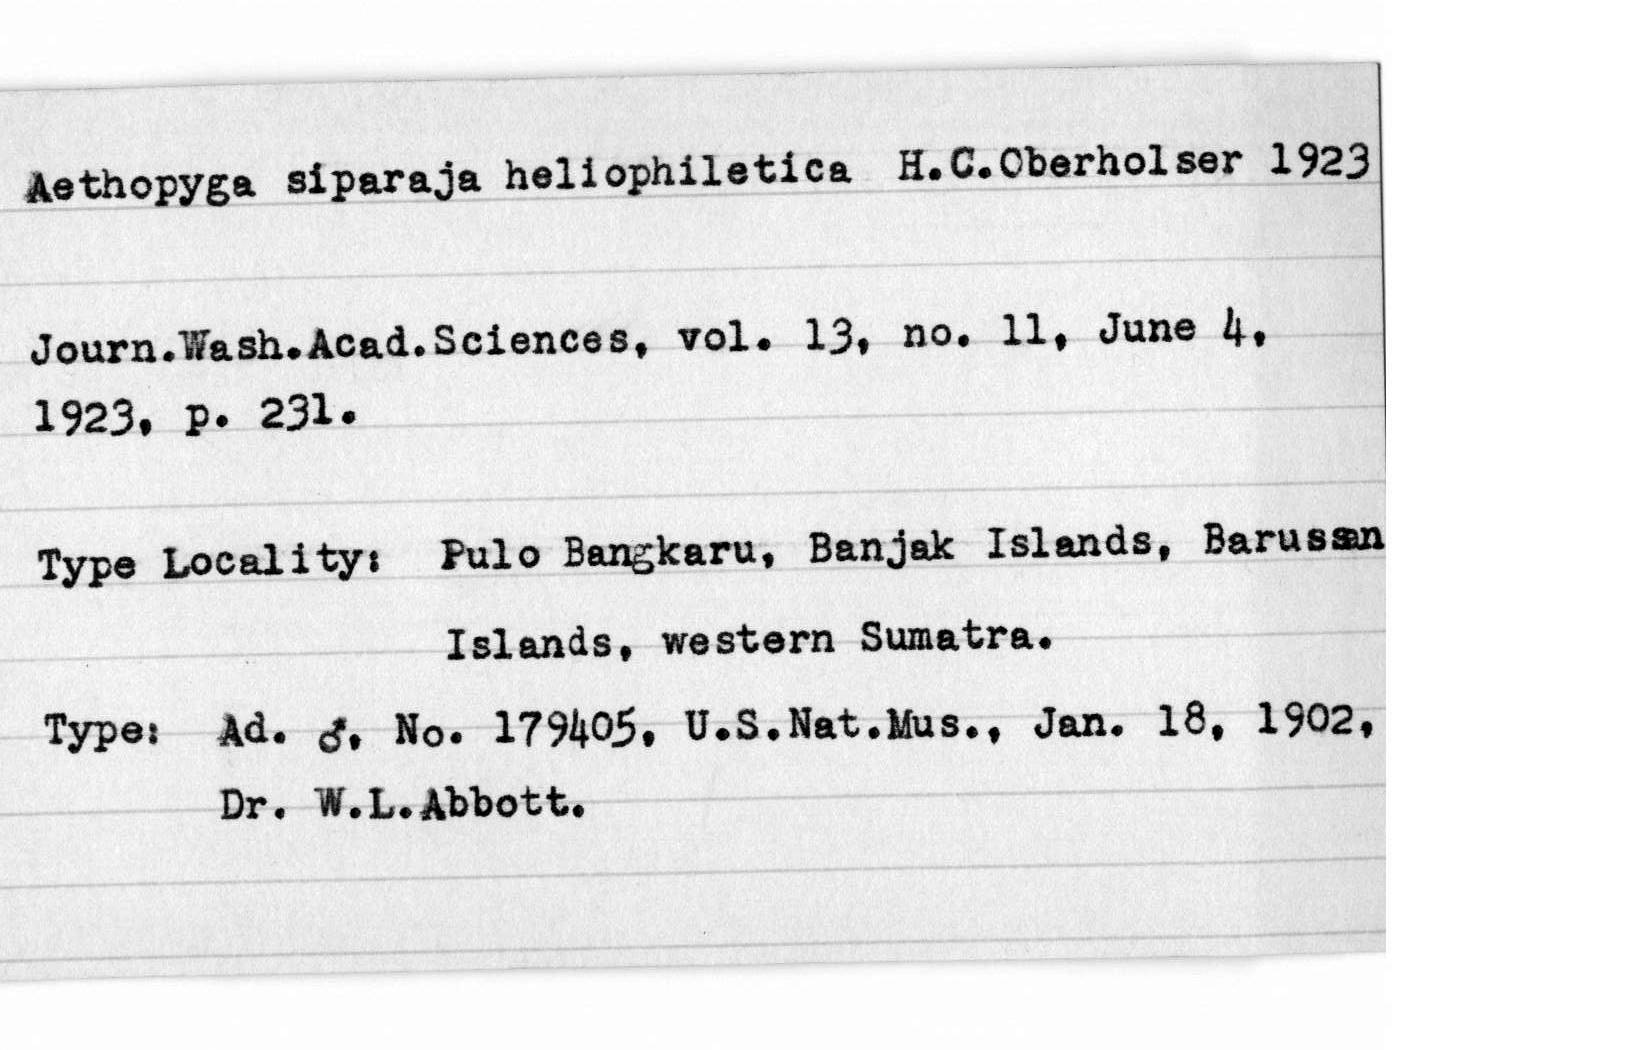 Aethopyga siparaja heliophiletica H.C.Oberholser 1923
Journ.Wash.Acad.Sciences, vol. 13, no. 11, June 4,
1923, p. 231.
Type Locality: Pulo Bangkaru, Banjak Islands, Barussan
Islands, western Sumatra.
Type: Ad. ♂, No. 179405, U.S.Nat.Mus., Jan. 18, 1902,
Dr. W.L.Abbott.